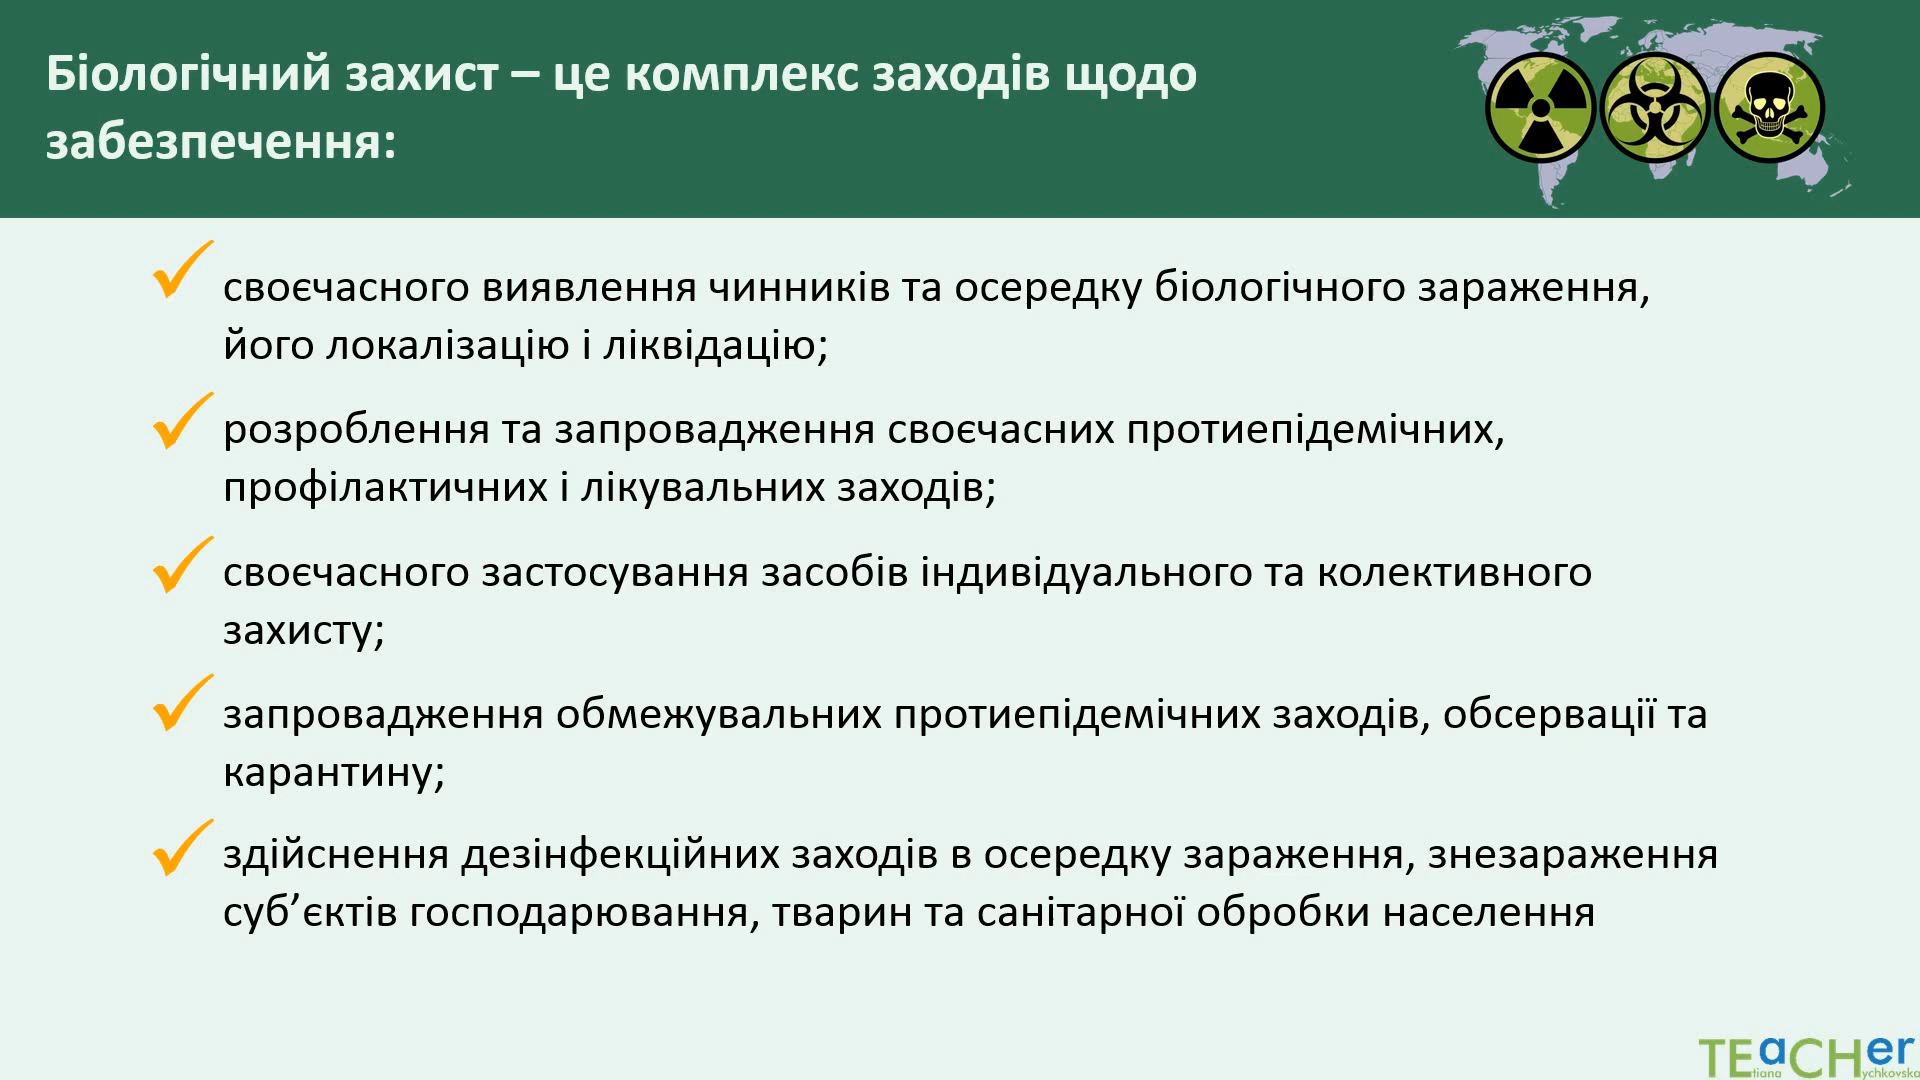 Біологічний захист – це комплекс заходів щодо
забезпечення:
своєчасного виявлення чинників та осередку біологічного зараження,
його локалізацію і ліквідацію;
розроблення та запровадження своєчасних протиепідемічних,
профілактичних і лікувальних заходів;
своєчасного застосування засобів індивідуального та колективного
захисту;
запровадження обмежувальних протиепідемічних заходів, обсервації та
карантину;
здійснення дезінфекційних заходів в осередку зараження, знезараження
суб’єктів господарювання, тварин та санітарної обробки населення
TEaCHer
tiana ychkovska